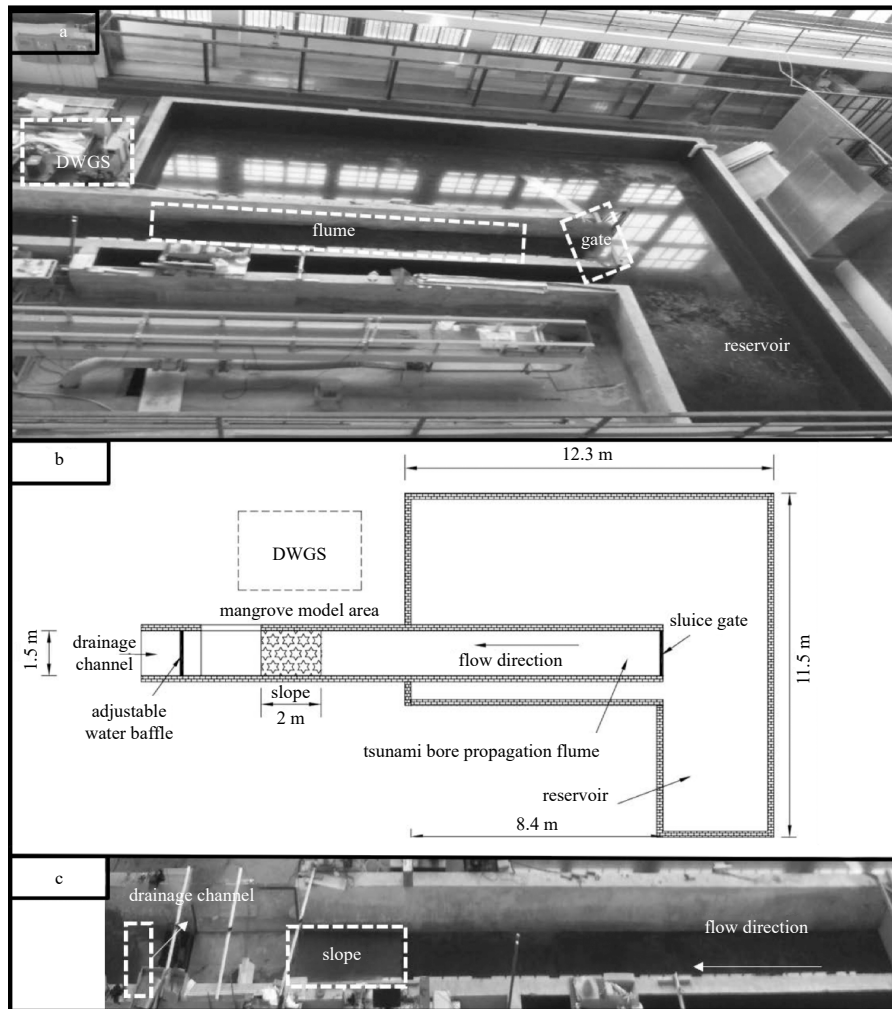 a
DWGS
flume
gate
reservoir
b
12.3 m
DWGS
mangrove model area
sluice gate
1.5 m
drainage
channel
flow direction
11.5 m
adjustable
water baffle
slope
2 m
tsunami bore propagation flume
reservoir
8.4 m
c
drainage channel
slope
flow direction